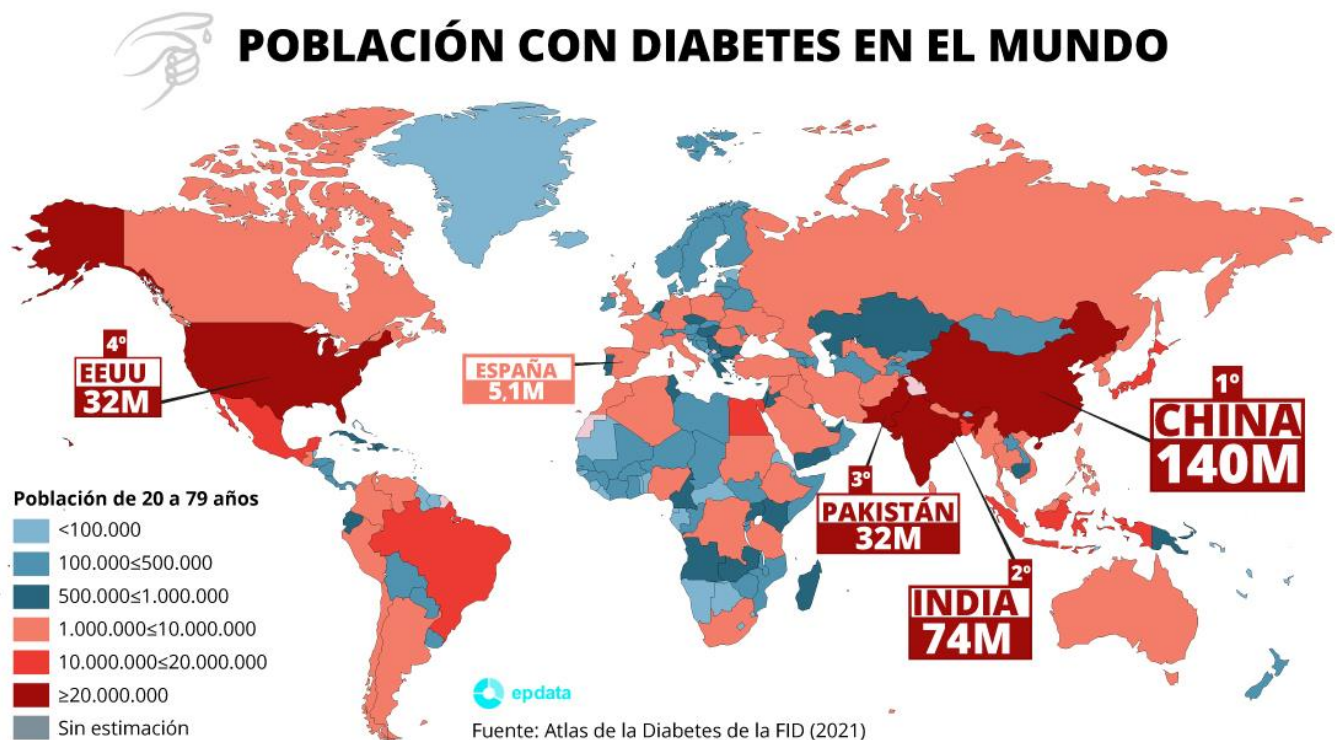 POBLACIÓN CON DIABETES EN EL MUNDO
4º
EEUU
32M
ESPAÑA
5,1M
1º
CHINA
140M
3º
PAKISTÁN
32M
2º
INDIA
74M
Población de 20 a 79 años
<100.000
100.000≤500.000
500.000≤1.000.000
1.000.000≤10.000.000
10.000.000≤20.000.000
≥20.000.000
Sin estimación
epdata
Fuente: Atlas de la Diabetes de la FID (2021)